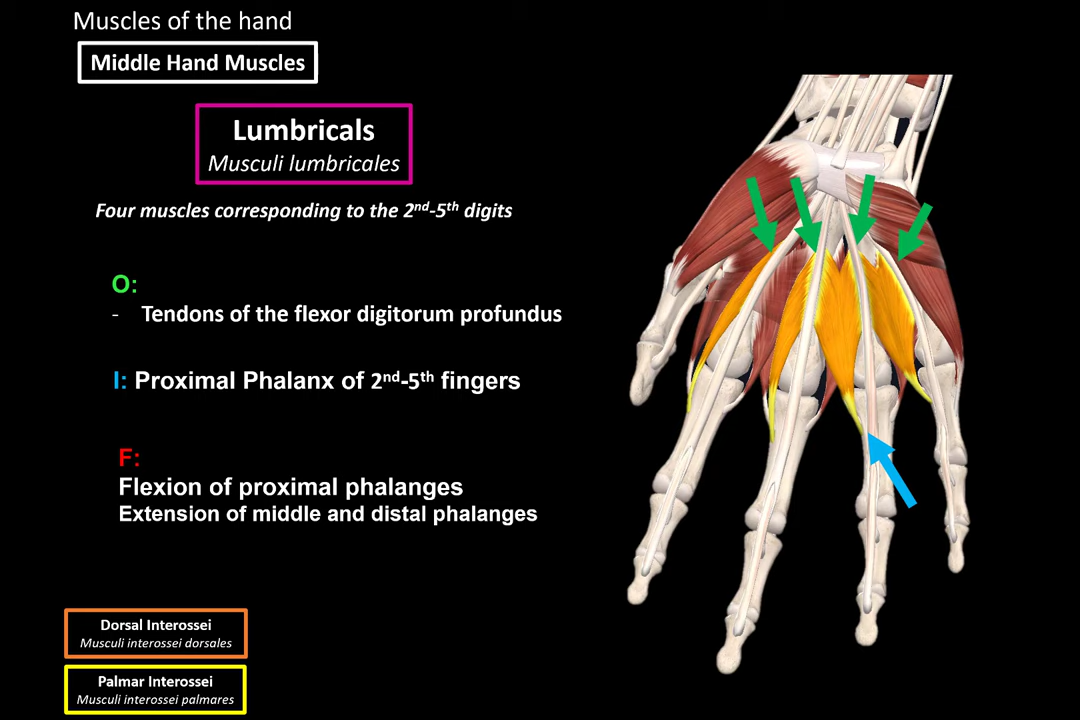 Muscles of the hand
Middle Hand Muscles
Lumbricals
Musculi lumbricales
Four muscles corresponding to the 2nd-5th digits
O:
- Tendons of the flexor digitorum profundus
I: Proximal Phalanx of 2nd-5th fingers
F:
Flexion of proximal phalanges
Extension of middle and distal phalanges
Dorsal Interossei
Musculi interossei dorsales
Palmar Interossei
Musculi interossei palmares